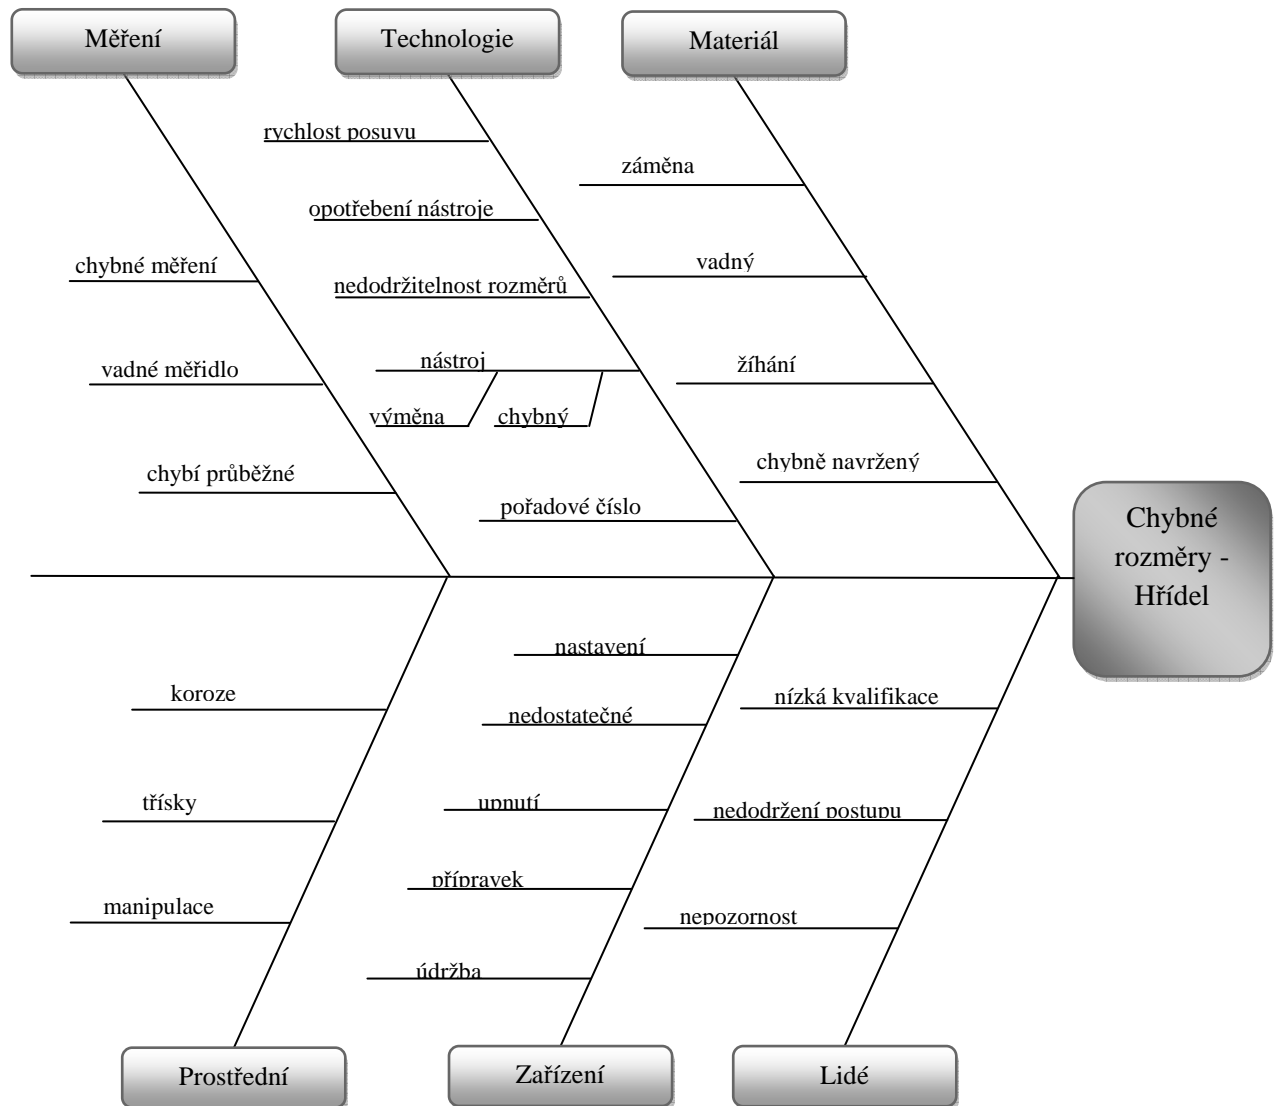 Měření
Technologie
Materiál
rychlost posuvu
záměna
opotřebení nástroje
vadný
chybné měření
nedodržitelnost rozměrů
vadné měřidlo
nástroj
žíhání
výměna
chybný
chybně navržený
chybí průběžné
pořadové číslo
Chybné
rozměry -
Hřídel
nastavení
koroze
nedostatečné
nízká kvalifikace
třísky
upnutí
nedodržení postupu
přípravek
manipulace
nepozornost
údržba
Prostřední
Zařízení
Lidé